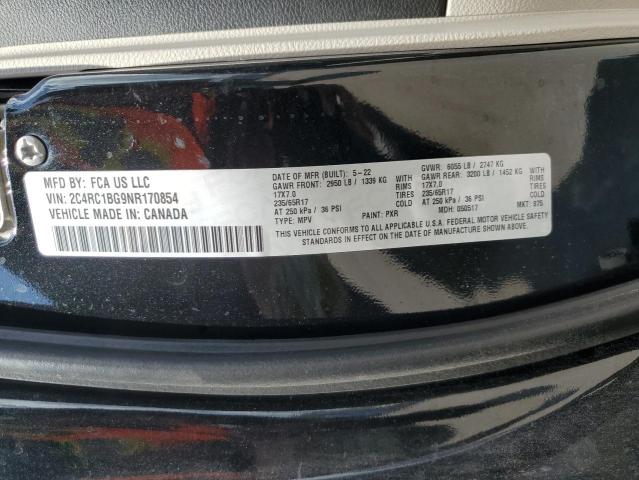 MFD BY: FCA US LLC
VIN: 2C4RC1BG9NR170854
VEHICLE MADE IN: CANADA
DATE OF MFR (BUILT): 5-22 GVWR: 6055 LB / 2747 KG
GAWR FRONT: 2950 LB / 1339 KG WITH GAWR REAR: 3200 LB / 1452 KG WITH
17X7.0 RIMS 17X7.0 RIMS
235/65R17 TIRES 235/65R17 TIRES
AT 250 kPa / 36 PSI AT 250 kPa / 36 PSI
TYPE: MPV PAINT: PXR MDH: 050517 MKT: 975
THIS VEHICLE CONFORMS TO ALL APPLICABLE U.S.A. FEDERAL MOTOR VEHICLE SAFETY
STANDARDS IN EFFECT ON THE DATE OF MANUFACTURE SHOWN ABOVE.